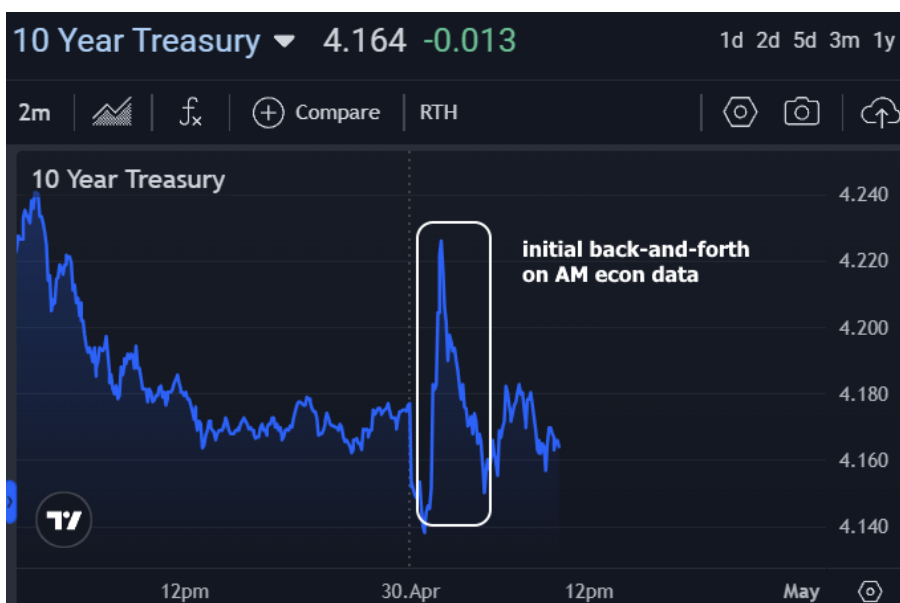 10 Year Treasury 4.164 -0.013 1d 2d 5d 3m 1y
2m fx Compare RTH
10 Year Treasury
4.240
initial back-and-forth
on AM econ data
4.220
4.200
4.180
4.160
4.140
12pm 30.Apr 12pm May